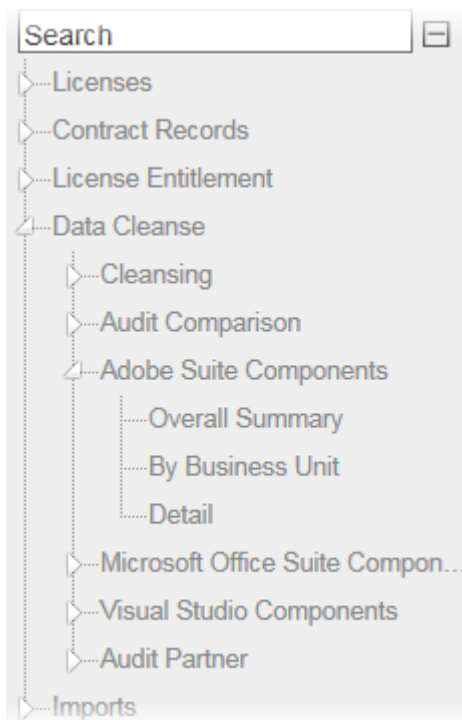 Search
Licenses
Contract Records
License Entitlement
Data Cleanse
Cleansing
Audit Comparison
Adobe Suite Components
Overall Summary
By Business Unit
Detail
Microsoft Office Suite Compon...
Visual Studio Components
Audit Partner
Imports